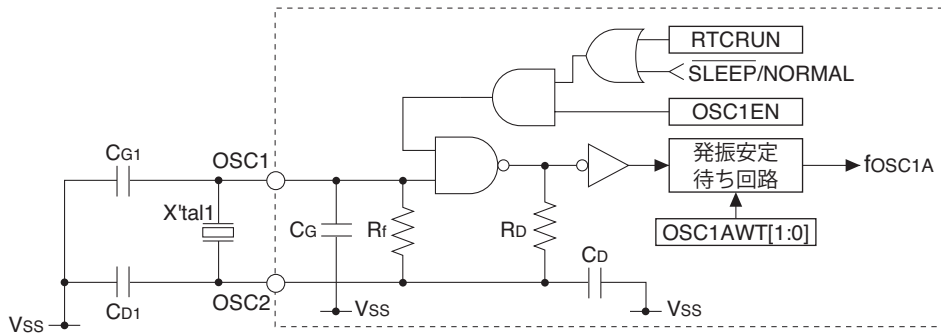 RTCRUN
SLEEP/NORMAL
OSC1EN
CG1
OSC1
発振安定
待ち回路
fOSC1A
X'tal1
CG
Rf
RD
OSC1AWT[1:0]
CD
CD1
OSC2
VSS
VSS
VSS